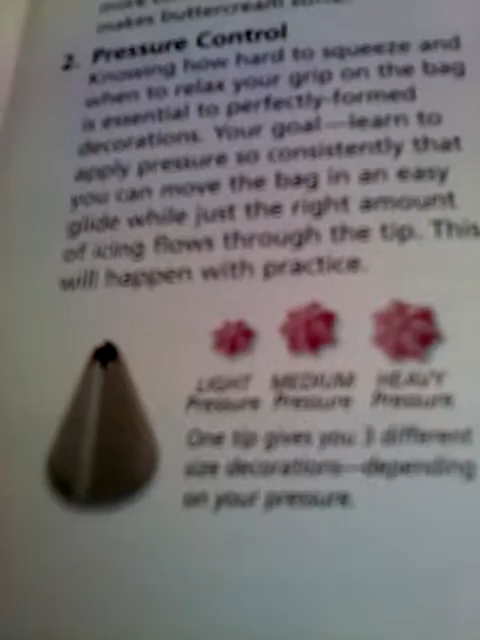 makes buttercream
2. Pressure Control
Knowing how hard to squeeze and
when to relax your grip on the bag
is essential to perfectly-formed
decorations. Your goal—learn to
apply pressure so consistently that
you can move the bag in an easy
glide while just the right amount
of icing flows through the tip. This
will happen with practice.
LIGHT MEDIUM HEAVY
Pressure Pressure Pressure
One tip gives you 3 different
size decorations—depending
on your pressure.